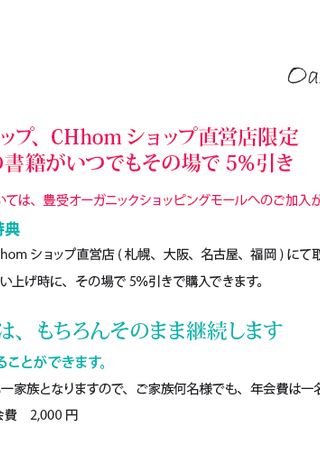 Oa
ップ、CHhom ショップ直営店限定
の書籍がいつでもその場で 5%引き
いては、豊受オーガニックショッピングモールへのご加入が
特典
hom ショップ直営店 ( 札幌、大阪、名古屋、福岡 ) にて取
い上げ時に、その場で 5%引きで購入できます。
は、もちろんそのまま継続します
ることができます。
一家族となりますので、ご家族何名様でも、年会費は一名
会費　2,000 円